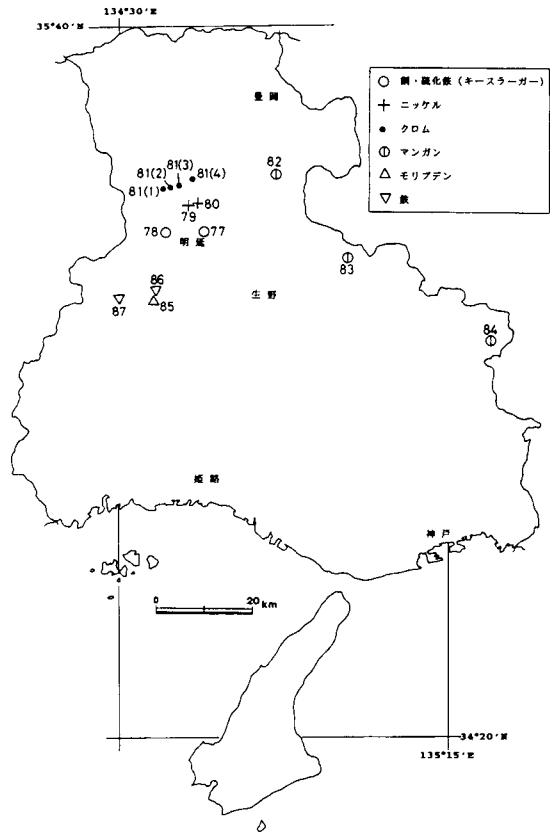 134°30'E
35°40'N
○ 銅・硫化鉄 (キースラーガー)
+ ニッケル
● クロム
⦶ マンガン
△ モリブデン
▽ 鉄
豊岡
82
81(3)
81(4)
81(2)
81(1)
80
79
78
77
明延
83
86
生野
87
85
84
姫路
神戸
0 20 km
34°20'N
135°15'E